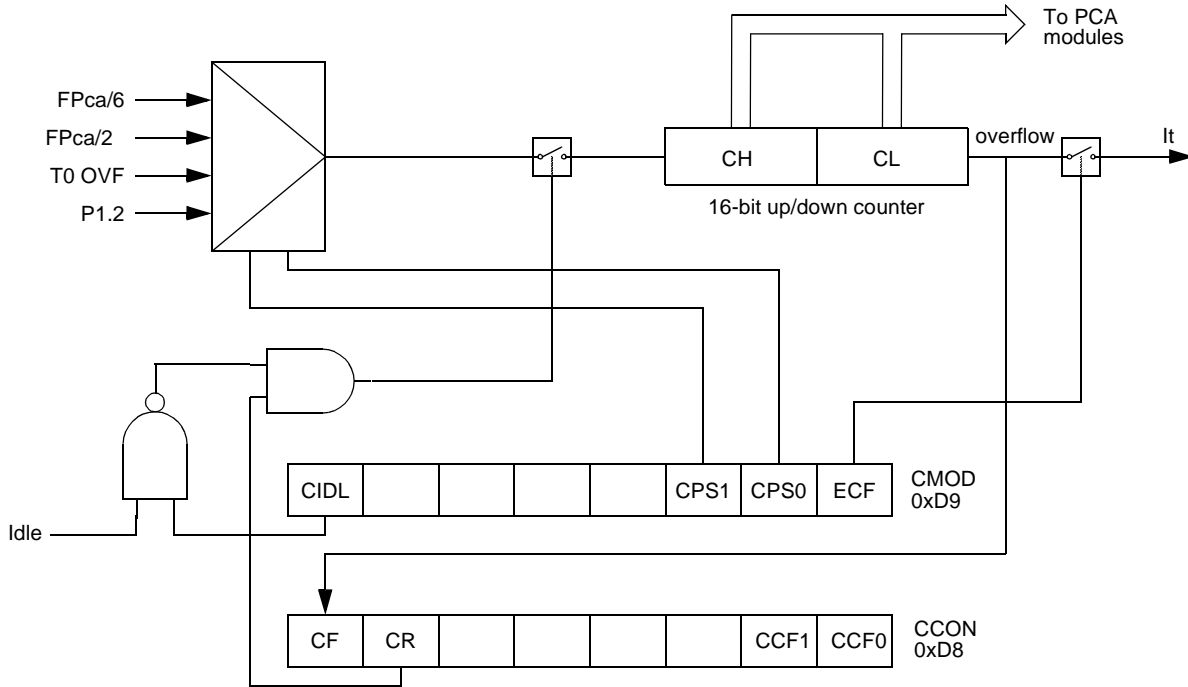 To PCA
modules
FPca/6
FPca/2
T0 OVF
P1.2
CH
CL
overflow
It
16-bit up/down counter
CIDL
CPS1
CPS0
ECF
CMOD
0xD9
Idle
CF
CR
CCF1
CCF0
CCON
0xD8